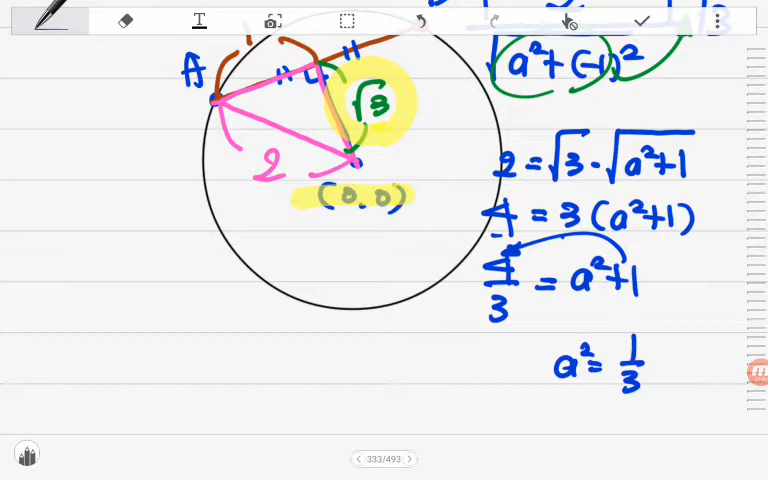 A
2
√3
(0, 0)
√a²+(-1)²
√3
2 = √3 · √a²+1
4 = 3 (a²+1)
4/3 = a²+1
a² = 1/3
333/493